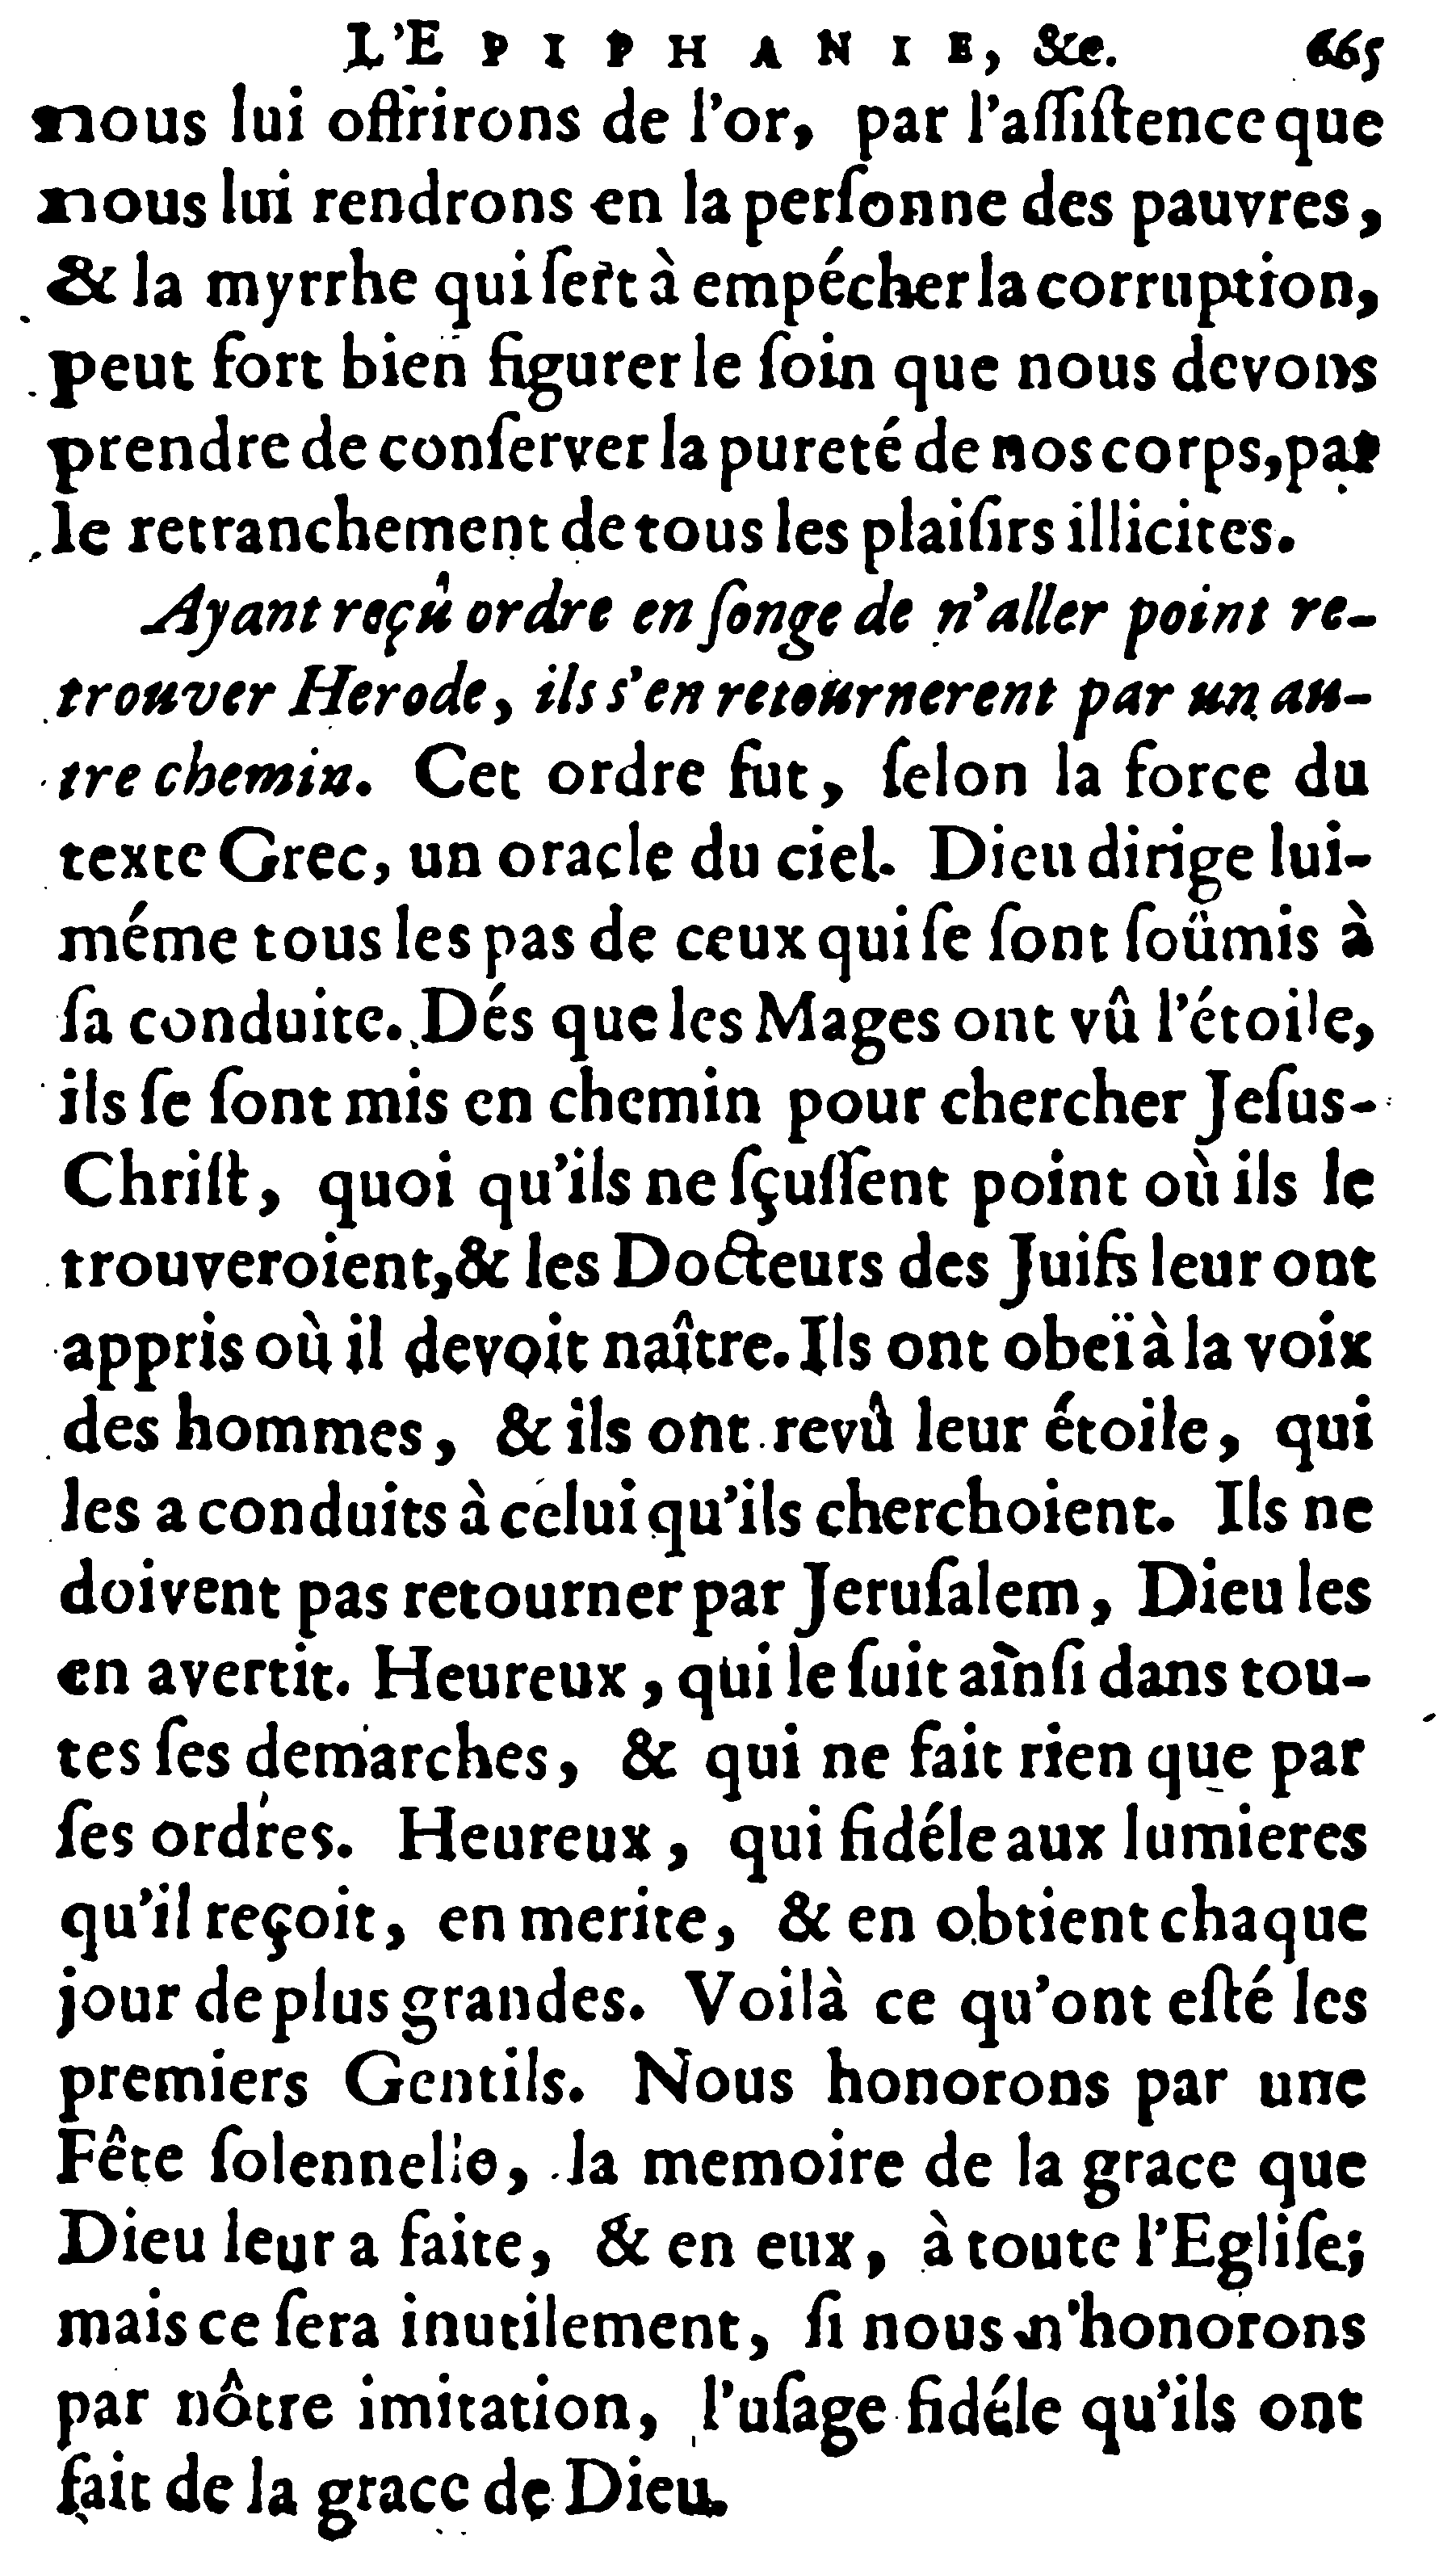 L'EPIPHANIE, &c. 665
nous lui offrirons de l'or, par l'aſſiſtence que
nous lui rendrons en la perſonne des pauvres,
& la myrrhe qui ſert à empécher la corruption,
peut fort bien figurer le ſoin que nous devons
prendre de conſerver la pureté de nos corps, par
le retranchement de tous les plaiſirs illicites.
Ayant reçû ordre en ſonge de n'aller point re-
trouver Herode, ils s'en retournerent par un au-
tre chemin. Cet ordre fut, ſelon la force du
texte Grec, un oracle du ciel. Dieu dirige lui-
méme tous les pas de ceux qui ſe ſont ſoûmis à
ſa conduite. Dés que les Mages ont vû l'étoile,
ils ſe ſont mis en chemin pour chercher Jeſus-
Chriſt, quoi qu'ils ne ſçuſſent point où ils le
trouveroient, & les Docteurs des Juifs leur ont
appris où il devoit naître. Ils ont obeï à la voix
des hommes, & ils ont revû leur étoile, qui
les a conduits à celui qu'ils cherchoient. Ils ne
doivent pas retourner par Jeruſalem, Dieu les
en avertit. Heureux, qui le ſuit ainſi dans tou-
tes ſes demarches, & qui ne fait rien que par
ſes ordres. Heureux, qui fidéle aux lumieres
qu'il reçoit, en merite, & en obtient chaque
jour de plus grandes. Voilà ce qu'ont eſté les
premiers Gentils. Nous honorons par une
Fête ſolennelle, la memoire de la grace que
Dieu leur a faite, & en eux, à toute l'Egliſe;
mais ce ſera inutilement, ſi nous n'honorons
par nôtre imitation, l'uſage fidéle qu'ils ont
fait de la grace de Dieu.